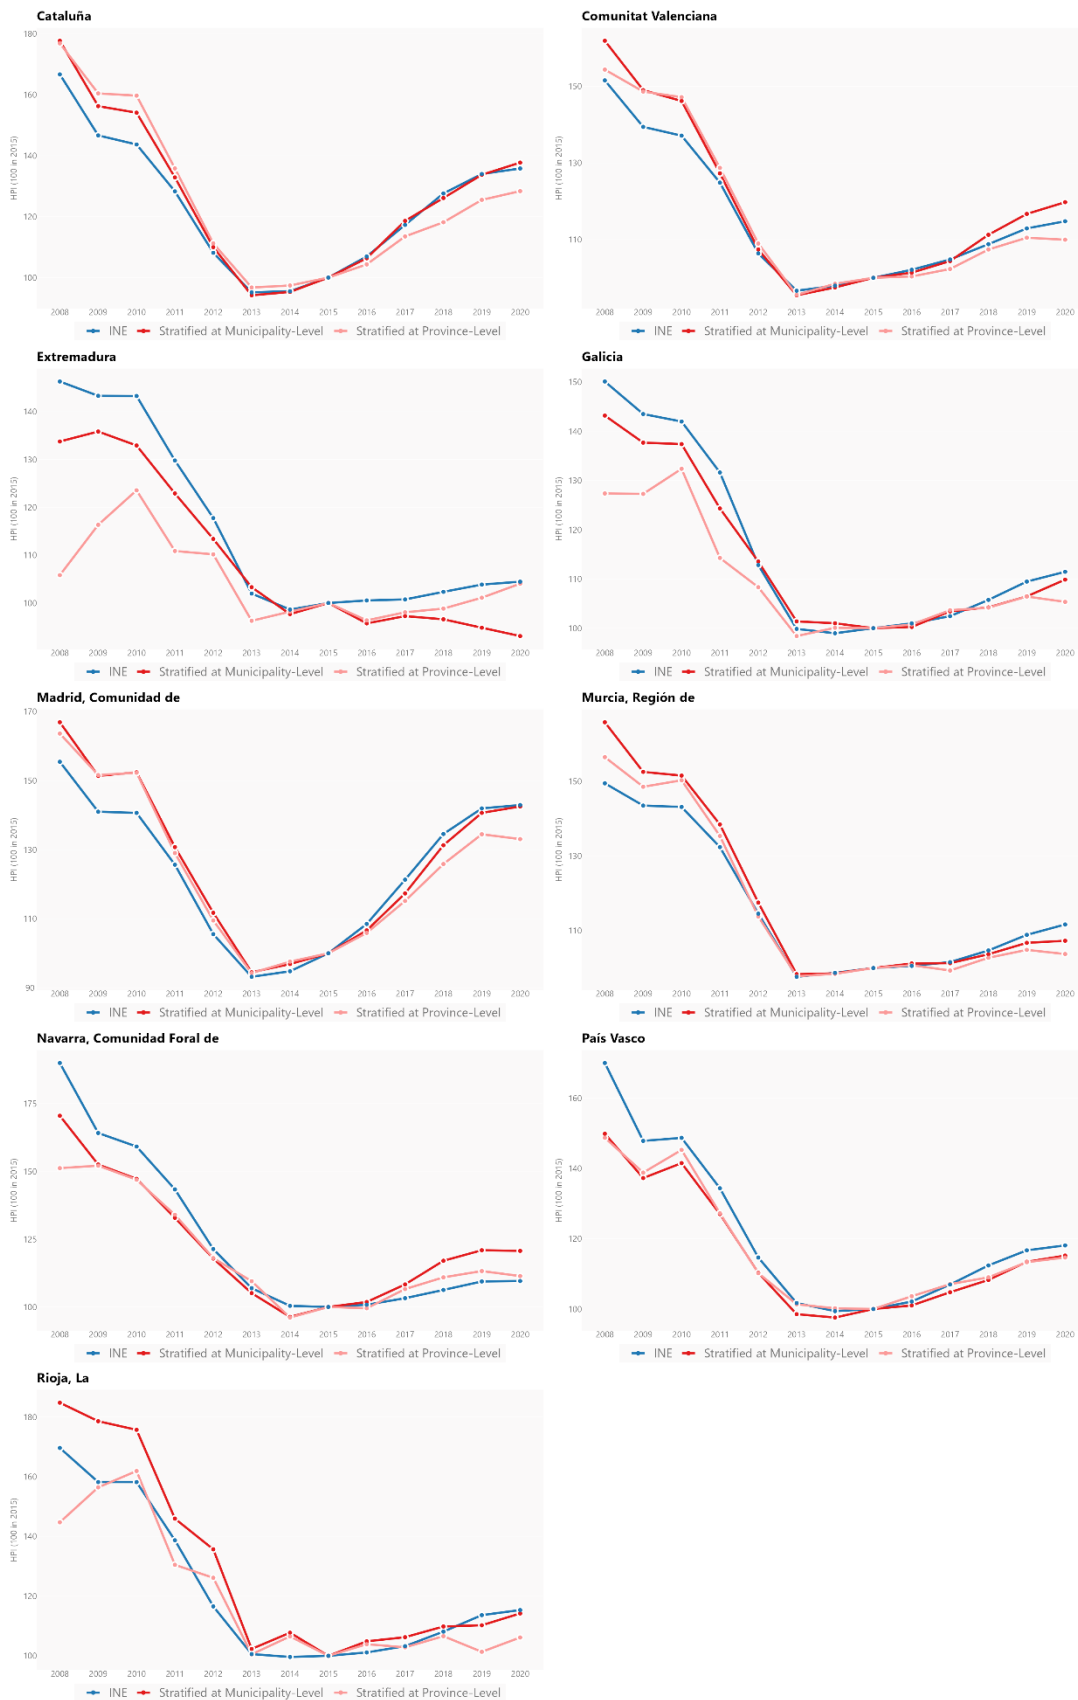 Cataluña
HPI (100 in 2015)
180
160
140
120
100
2008 2009 2010 2011 2012 2013 2014 2015 2016 2017 2018 2019 2020
INE Stratified at Municipality-Level Stratified at Province-Level
Comunitat Valenciana
HPI (100 in 2015)
150
130
110
2008 2009 2010 2011 2012 2013 2014 2015 2016 2017 2018 2019 2020
INE Stratified at Municipality-Level Stratified at Province-Level
Extremadura
HPI (100 in 2015)
140
130
120
110
100
2008 2009 2010 2011 2012 2013 2014 2015 2016 2017 2018 2019 2020
INE Stratified at Municipality-Level Stratified at Province-Level
Galicia
HPI (100 in 2015)
150
140
130
120
110
100
2008 2009 2010 2011 2012 2013 2014 2015 2016 2017 2018 2019 2020
INE Stratified at Municipality-Level Stratified at Province-Level
Madrid, Comunidad de
HPI (100 in 2015)
170
150
130
110
90
2008 2009 2010 2011 2012 2013 2014 2015 2016 2017 2018 2019 2020
INE Stratified at Municipality-Level Stratified at Province-Level
Murcia, Región de
HPI (100 in 2015)
150
130
110
2008 2009 2010 2011 2012 2013 2014 2015 2016 2017 2018 2019 2020
INE Stratified at Municipality-Level Stratified at Province-Level
Navarra, Comunidad Foral de
HPI (100 in 2015)
175
150
125
100
2008 2009 2010 2011 2012 2013 2014 2015 2016 2017 2018 2019 2020
INE Stratified at Municipality-Level Stratified at Province-Level
País Vasco
HPI (100 in 2015)
160
140
120
100
2008 2009 2010 2011 2012 2013 2014 2015 2016 2017 2018 2019 2020
INE Stratified at Municipality-Level Stratified at Province-Level
Rioja, La
HPI (100 in 2015)
180
160
140
120
100
2008 2009 2010 2011 2012 2013 2014 2015 2016 2017 2018 2019 2020
INE Stratified at Municipality-Level Stratified at Province-Level